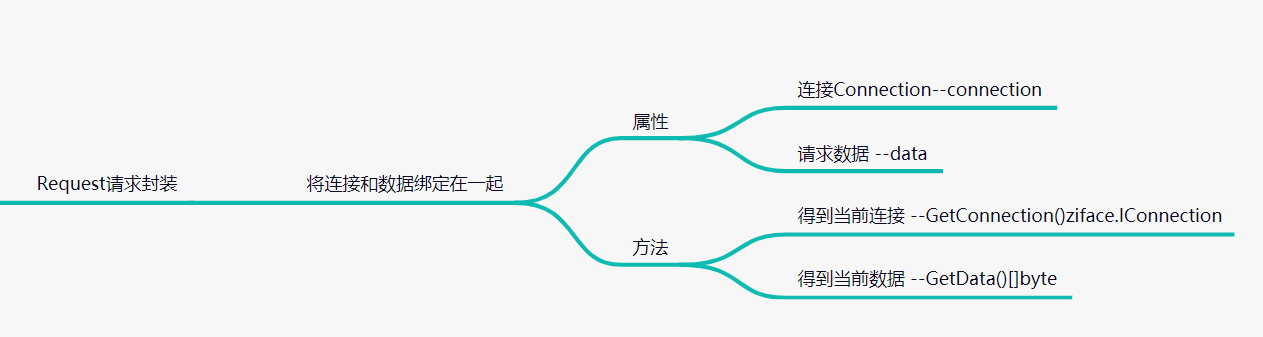 Request请求封装
将连接和数据绑定在一起
属性
连接Connection--connection
请求数据 --data
方法
得到当前连接 --GetConnection()ziface.IConnection
得到当前数据 --GetData()[]byte